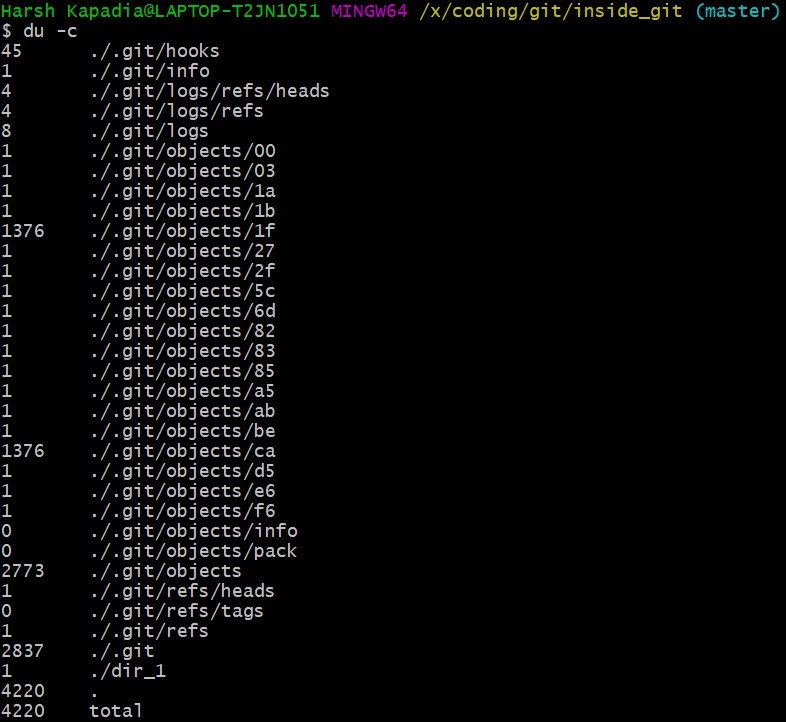 Harsh Kapadia@LAPTOP-T2JN1051 MINGW64 /x/coding/git/inside_git (master)
$ du -c
45      ./.git/hooks
1       ./.git/info
4       ./.git/logs/refs/heads
4       ./.git/logs/refs
8       ./.git/logs
1       ./.git/objects/00
1       ./.git/objects/03
1       ./.git/objects/1a
1       ./.git/objects/1b
1376    ./.git/objects/1f
1       ./.git/objects/27
1       ./.git/objects/2f
1       ./.git/objects/5c
1       ./.git/objects/6d
1       ./.git/objects/82
1       ./.git/objects/83
1       ./.git/objects/85
1       ./.git/objects/a5
1       ./.git/objects/ab
1       ./.git/objects/be
1376    ./.git/objects/ca
1       ./.git/objects/d5
1       ./.git/objects/e6
1       ./.git/objects/f6
0       ./.git/objects/info
0       ./.git/objects/pack
2773    ./.git/objects
1       ./.git/refs/heads
0       ./.git/refs/tags
1       ./.git/refs
2837    ./.git
1       ./dir_1
4220    .
4220    total